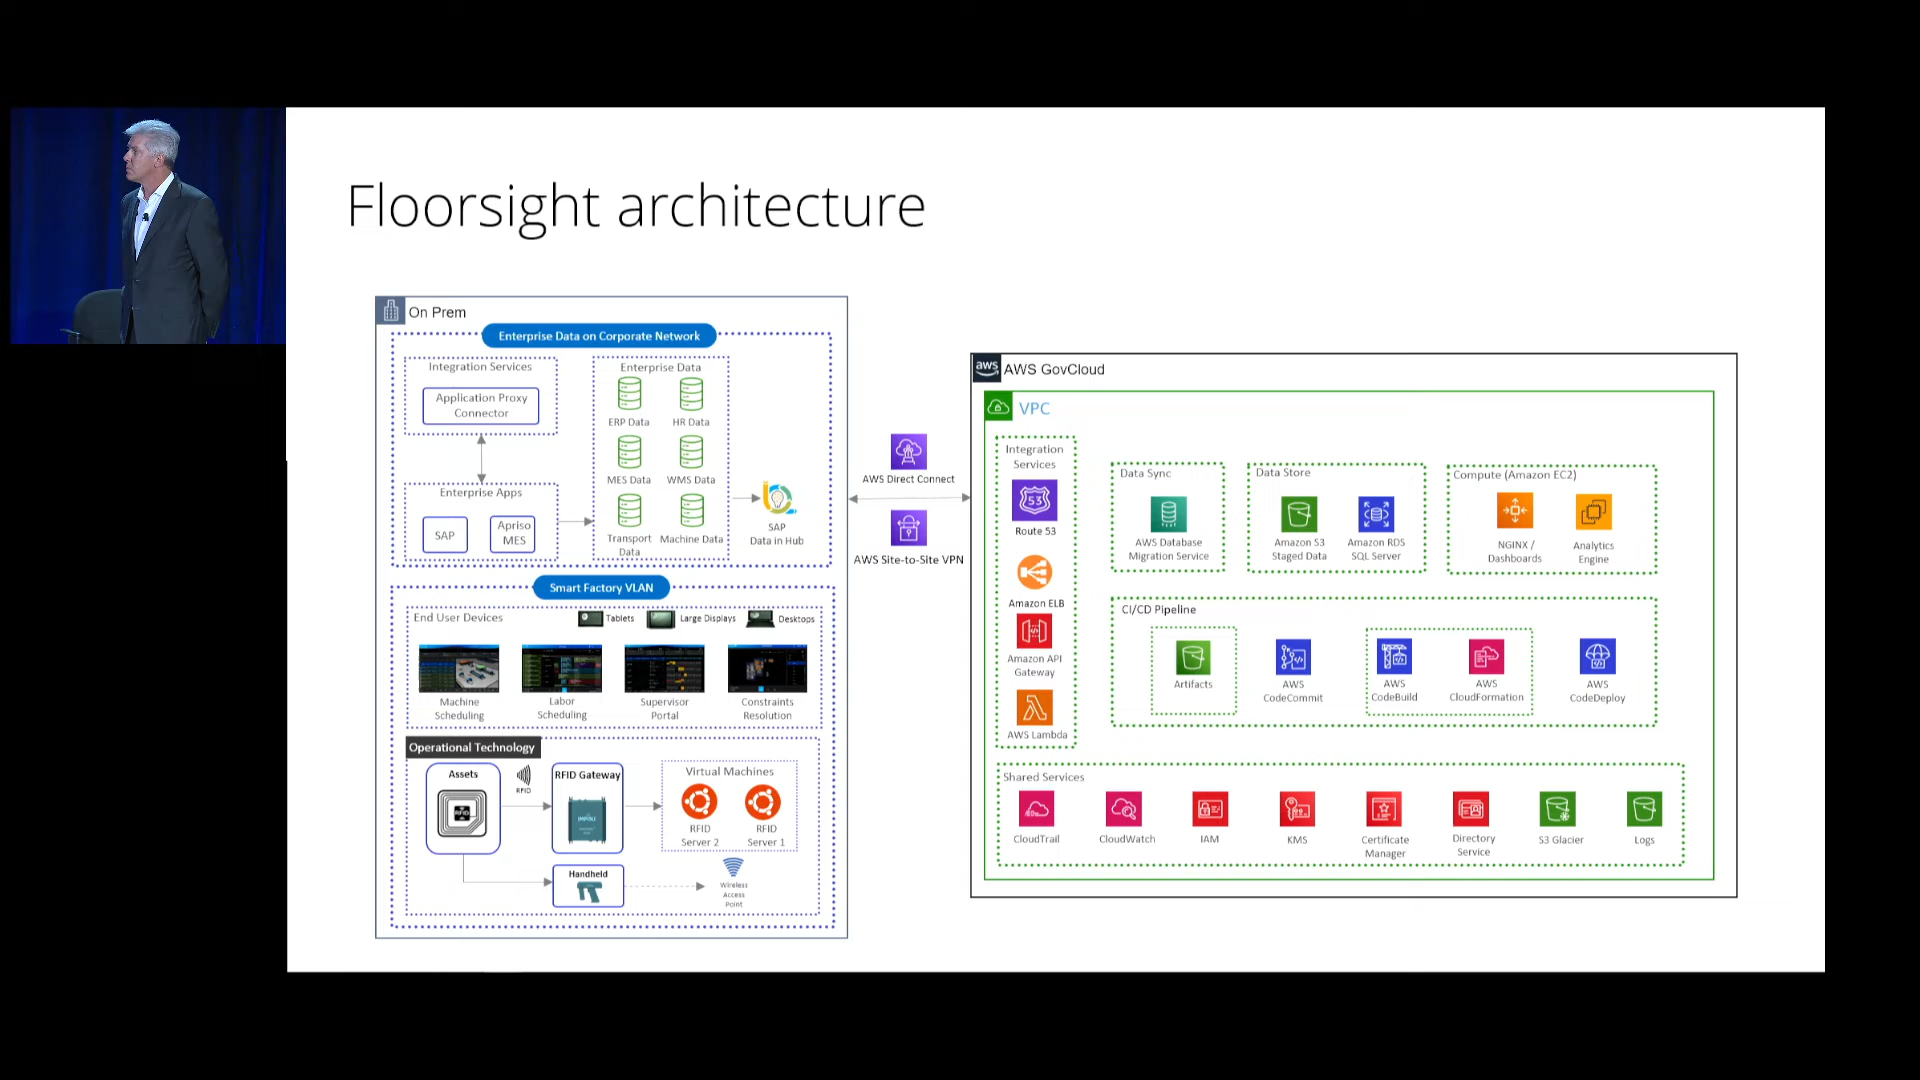 Floorsight architecture
On Prem
Enterprise Data on Corporate Network
Integration Services
Application Proxy
Connector
Enterprise Apps
SAP
Apriso
MES
Enterprise Data
ERP Data
HR Data
MES Data
WMS Data
Transport
Data
Machine Data
SAP
Data in Hub
Smart Factory VLAN
End User Devices
Tablets
Large Displays
Desktops
Machine
Scheduling
Labor
Scheduling
Supervisor
Portal
Constraints
Resolution
Operational Technology
Assets
RFID
RFID
RFID Gateway
Virtual Machines
RFID
Server 2
RFID
Server 1
Handheld
Wireless
Access
Point
AWS Direct Connect
AWS Site-to-Site VPN
aws
AWS GovCloud
VPC
Integration
Services
53
Route 53
Amazon ELB
Amazon API
Gateway
AWS Lambda
Data Sync
AWS Database
Migration Service
Data Store
Amazon S3
Staged Data
Amazon RDS
SQL Server
Compute (Amazon EC2)
NGINX /
Dashboards
Analytics
Engine
CI/CD Pipeline
Artifacts
AWS
CodeCommit
AWS
CodeBuild
AWS
CloudFormation
AWS
CodeDeploy
Shared Services
CloudTrail
CloudWatch
IAM
KMS
Certificate
Manager
Directory
Service
S3 Glacier
Logs